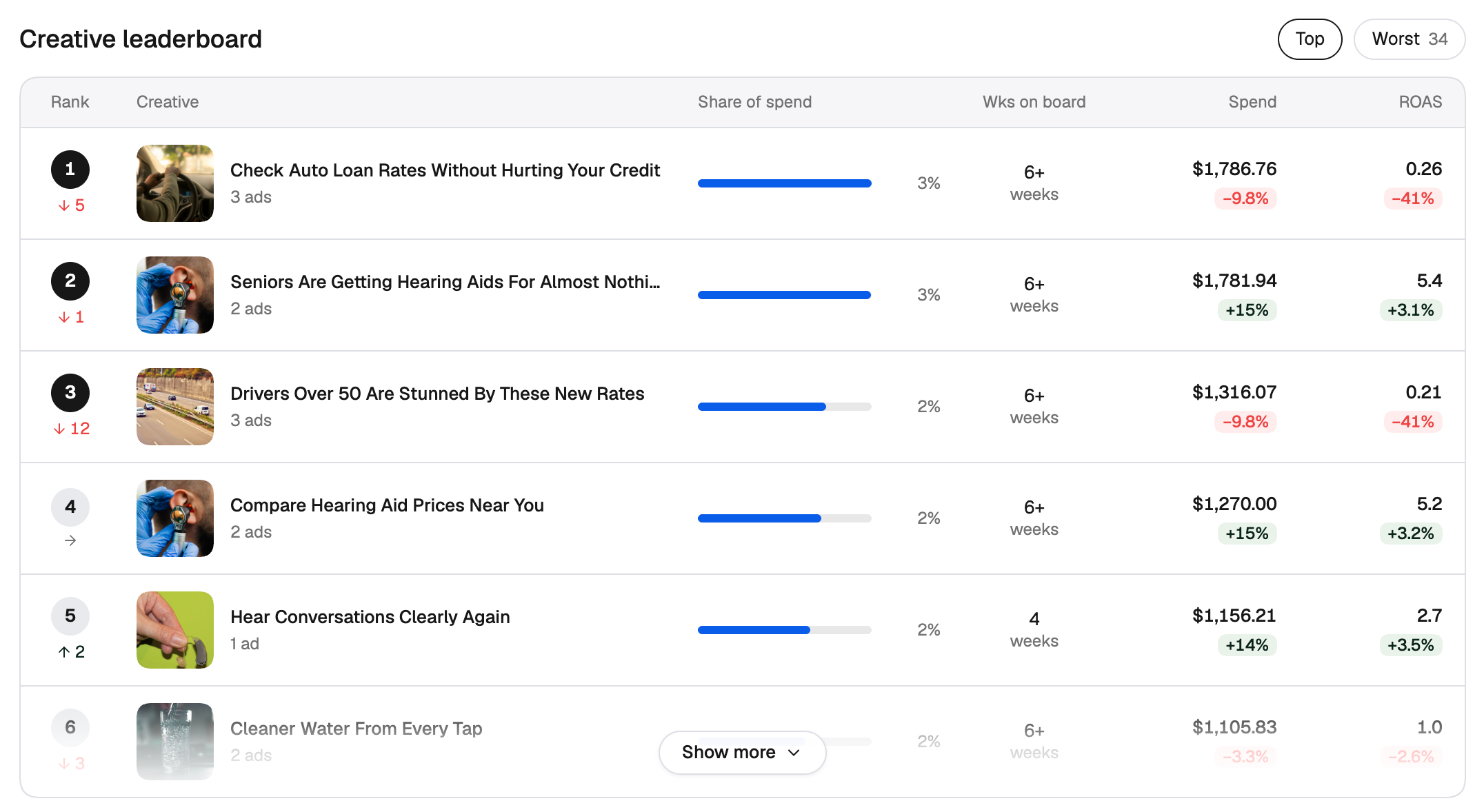 Creative leaderboard
Top
Worst 34
Rank Creative Share of spend Wks on board Spend ROAS
1
↓ 5
Check Auto Loan Rates Without Hurting Your Credit
3 ads
3%
6+
weeks
$1,786.76
−9.8%
0.26
−41%
2
↓ 1
Seniors Are Getting Hearing Aids For Almost Nothi...
2 ads
3%
6+
weeks
$1,781.94
+15%
5.4
+3.1%
3
↓ 12
Drivers Over 50 Are Stunned By These New Rates
3 ads
2%
6+
weeks
$1,316.07
−9.8%
0.21
−41%
4
→
Compare Hearing Aid Prices Near You
2 ads
2%
6+
weeks
$1,270.00
+15%
5.2
+3.2%
5
↑ 2
Hear Conversations Clearly Again
1 ad
2%
4
weeks
$1,156.21
+14%
2.7
+3.5%
6
↓ 3
Cleaner Water From Every Tap
2 ads
2%
6+
weeks
$1,105.83
−3.3%
1.0
−2.6%
Show more